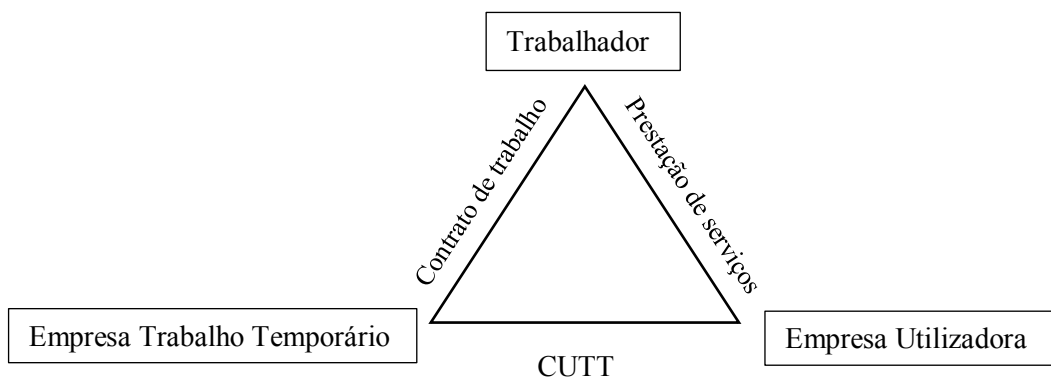 Trabalhador
Contrato de trabalho
Prestação de serviços
Empresa Trabalho Temporário
Empresa Utilizadora
CUTT